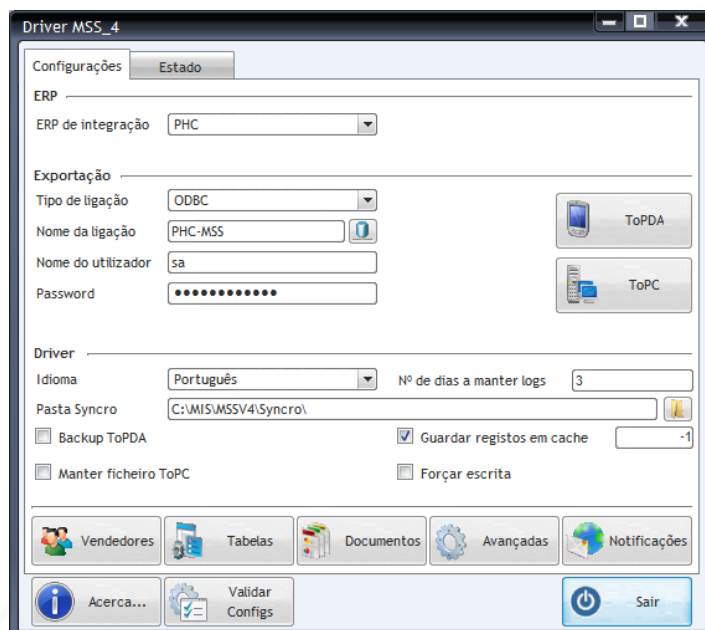 Driver MSS_4
Configurações Estado
ERP
ERP de integração PHC
Exportação
Tipo de ligação ODBC
Nome da ligação PHC-MSS
ToPDA
Nome do utilizador sa
Password ••••••••••••
ToPC
Driver
Idioma Português Nº de dias a manter logs 3
Pasta Syncro C:\MIS\MSSV4\Syncro\
Backup ToPDA Guardar registos em cache -1
Manter ficheiro ToPC Forçar escrita
Vendedores Tabelas Documentos Avançadas Notificações
Acerca... Validar Configs Sair